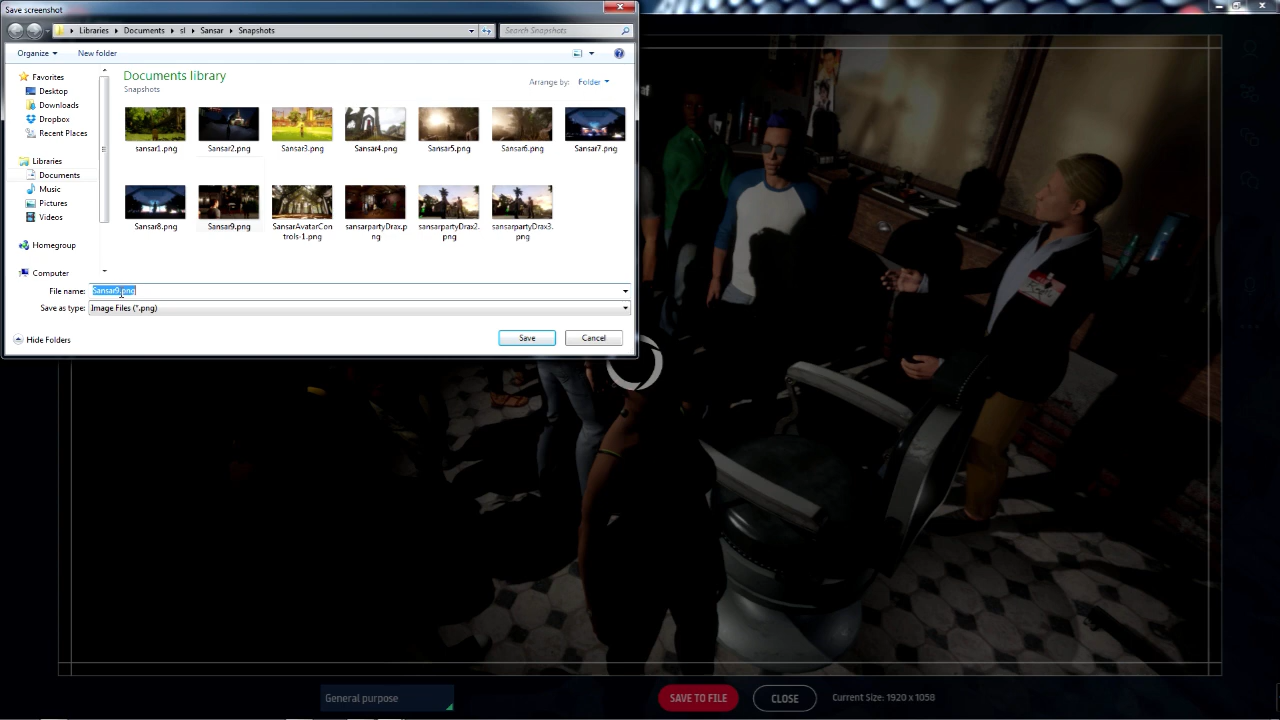 Save screenshot
Libraries Documents sl Sansar Snapshots
Search Snapshots
Organize
New folder
Favorites
Desktop
Downloads
Dropbox
Recent Places
Libraries
Documents
Music
Pictures
Videos
Homegroup
Computer
Documents library
Snapshots
Arrange by: Folder
sansar1.png
Sansar2.png
Sansar3.png
Sansar4.png
Sansar5.png
Sansar6.png
Sansar7.png
Sansar8.png
Sansar9.png
SansarAvatarCon
trols-1.png
sansarpartyDrax.p
ng
sansarpartyDrax2.
png
sansarpartyDrax3.
png
File name: Sansar9.png
Save as type: Image Files (*.png)
Hide Folders
Save
Cancel
General purpose
SAVE TO FILE
CLOSE
Current Size: 1920 x 1058